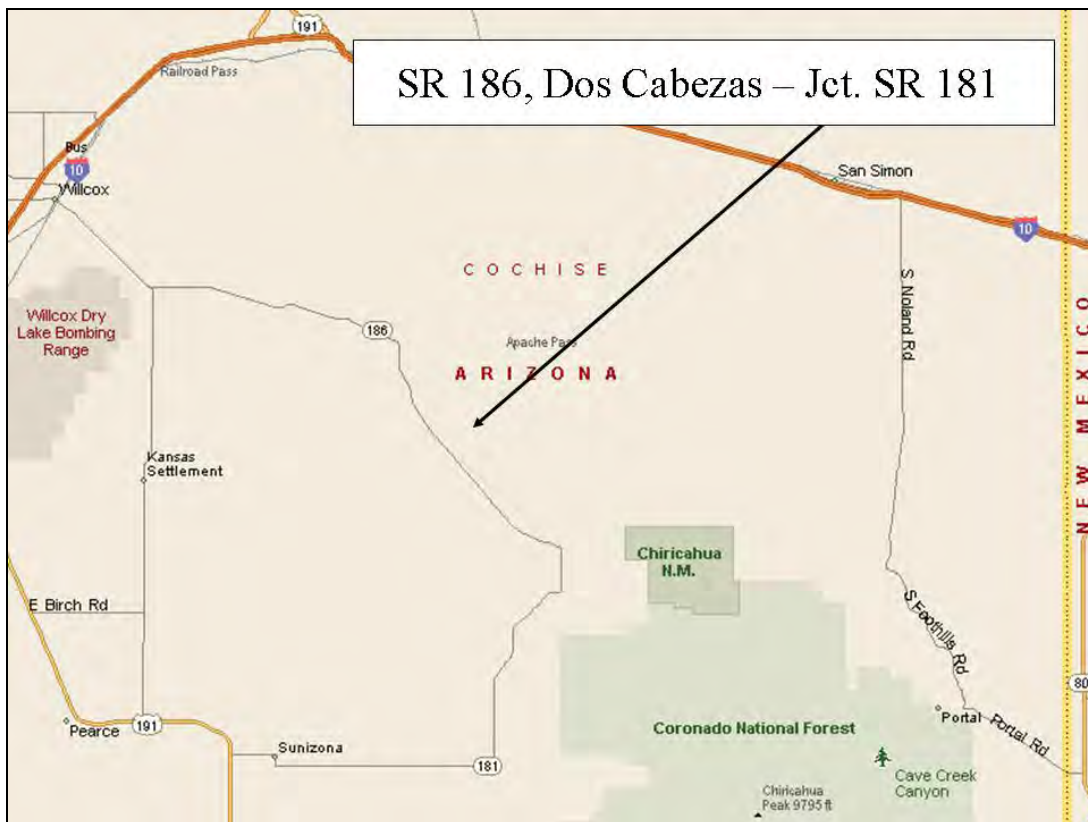 191
Railroad Pass
SR 186, Dos Cabezas – Jct. SR 181
Bus
10
Willcox
San Simon
10
COCHISE
S Noland Rd
Willcox Dry
Lake Bombing
Range
186
Apache Pass
ARIZONA
NEW MEXICO
Kansas
Settlement
Chiricahua
N.M.
E Birch Rd
S Foothills Rd
80
Pearce
191
Portal
Portal Rd
Coronado National Forest
Sunizona
181
Cave Creek
Canyon
Chiricahua
Peak 9795 ft